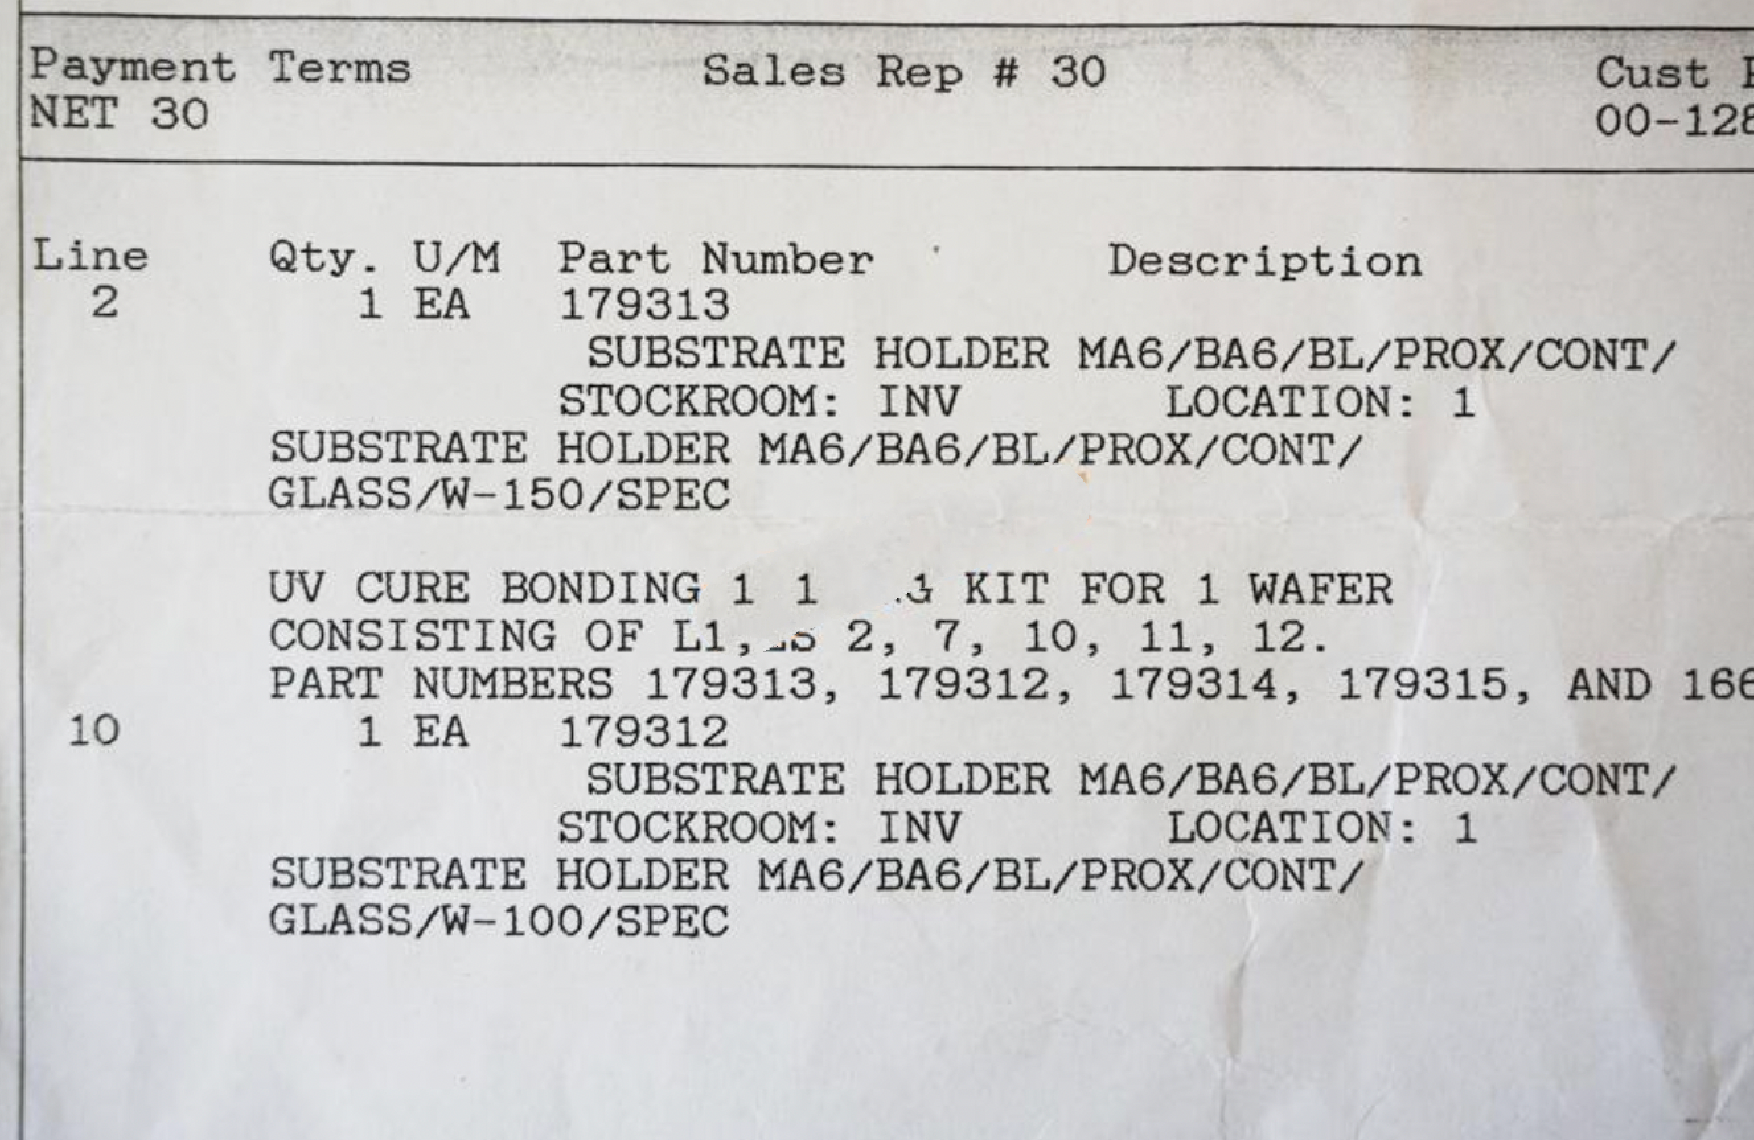 Payment Terms Sales Rep # 30 Cust
NET 30 00-128
Line Qty. U/M Part Number Description
2 1 EA 179313
SUBSTRATE HOLDER MA6/BA6/BL/PROX/CONT/
STOCKROOM: INV LOCATION: 1
SUBSTRATE HOLDER MA6/BA6/BL/PROX/CONT/
GLASS/W-150/SPEC
UV CURE BONDING 1 1 KIT FOR 1 WAFER
CONSISTING OF L1, 2, 7, 10, 11, 12.
PART NUMBERS 179313, 179312, 179314, 179315, AND 166
10 1 EA 179312
SUBSTRATE HOLDER MA6/BA6/BL/PROX/CONT/
STOCKROOM: INV LOCATION: 1
SUBSTRATE HOLDER MA6/BA6/BL/PROX/CONT/
GLASS/W-100/SPEC